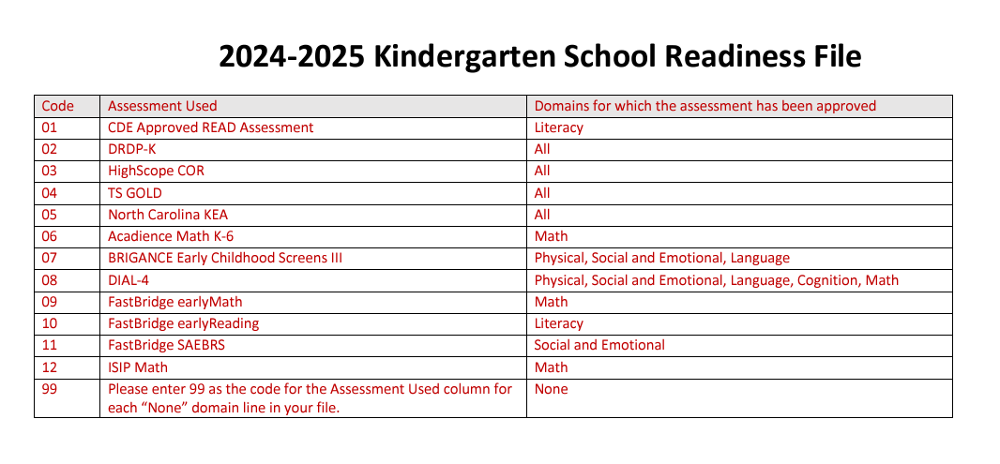 2024-2025 Kindergarten School Readiness File
Code Assessment Used Domains for which the assessment has been approved
01 CDE Approved READ Assessment Literacy
02 DRDP-K All
03 HighScope COR All
04 TS GOLD All
05 North Carolina KEA All
06 Acadience Math K-6 Math
07 BRIGANCE Early Childhood Screens III Physical, Social and Emotional, Language
08 DIAL-4 Physical, Social and Emotional, Language, Cognition, Math
09 FastBridge earlyMath Math
10 FastBridge earlyReading Literacy
11 FastBridge SAEBRS Social and Emotional
12 ISIP Math Math
99 Please enter 99 as the code for the Assessment Used column for None
each “None” domain line in your file.